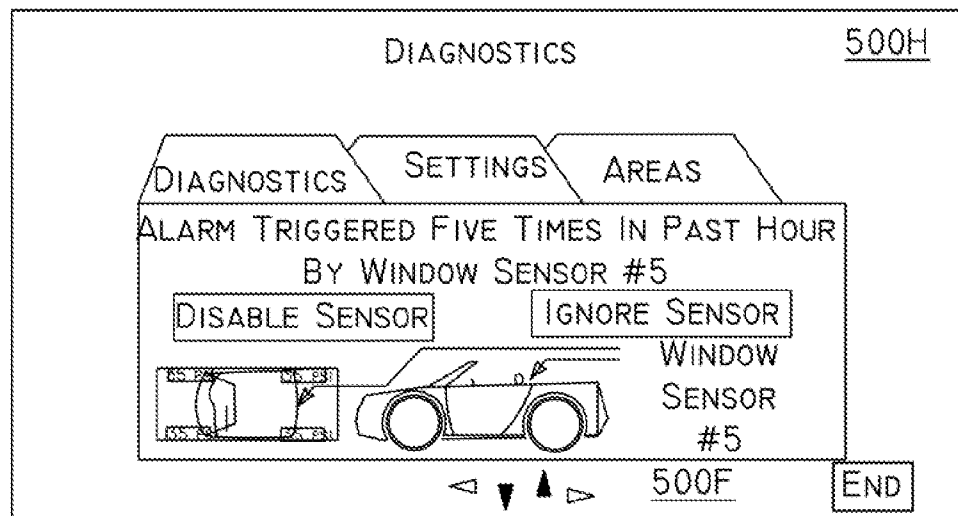 DIAGNOSTICS
500H
DIAGNOSTICS
SETTINGS
AREAS
ALARM TRIGGERED FIVE TIMES IN PAST HOUR
BY WINDOW SENSOR #5
DISABLE SENSOR
IGNORE SENSOR
WINDOW
SENSOR
#5
500F
END